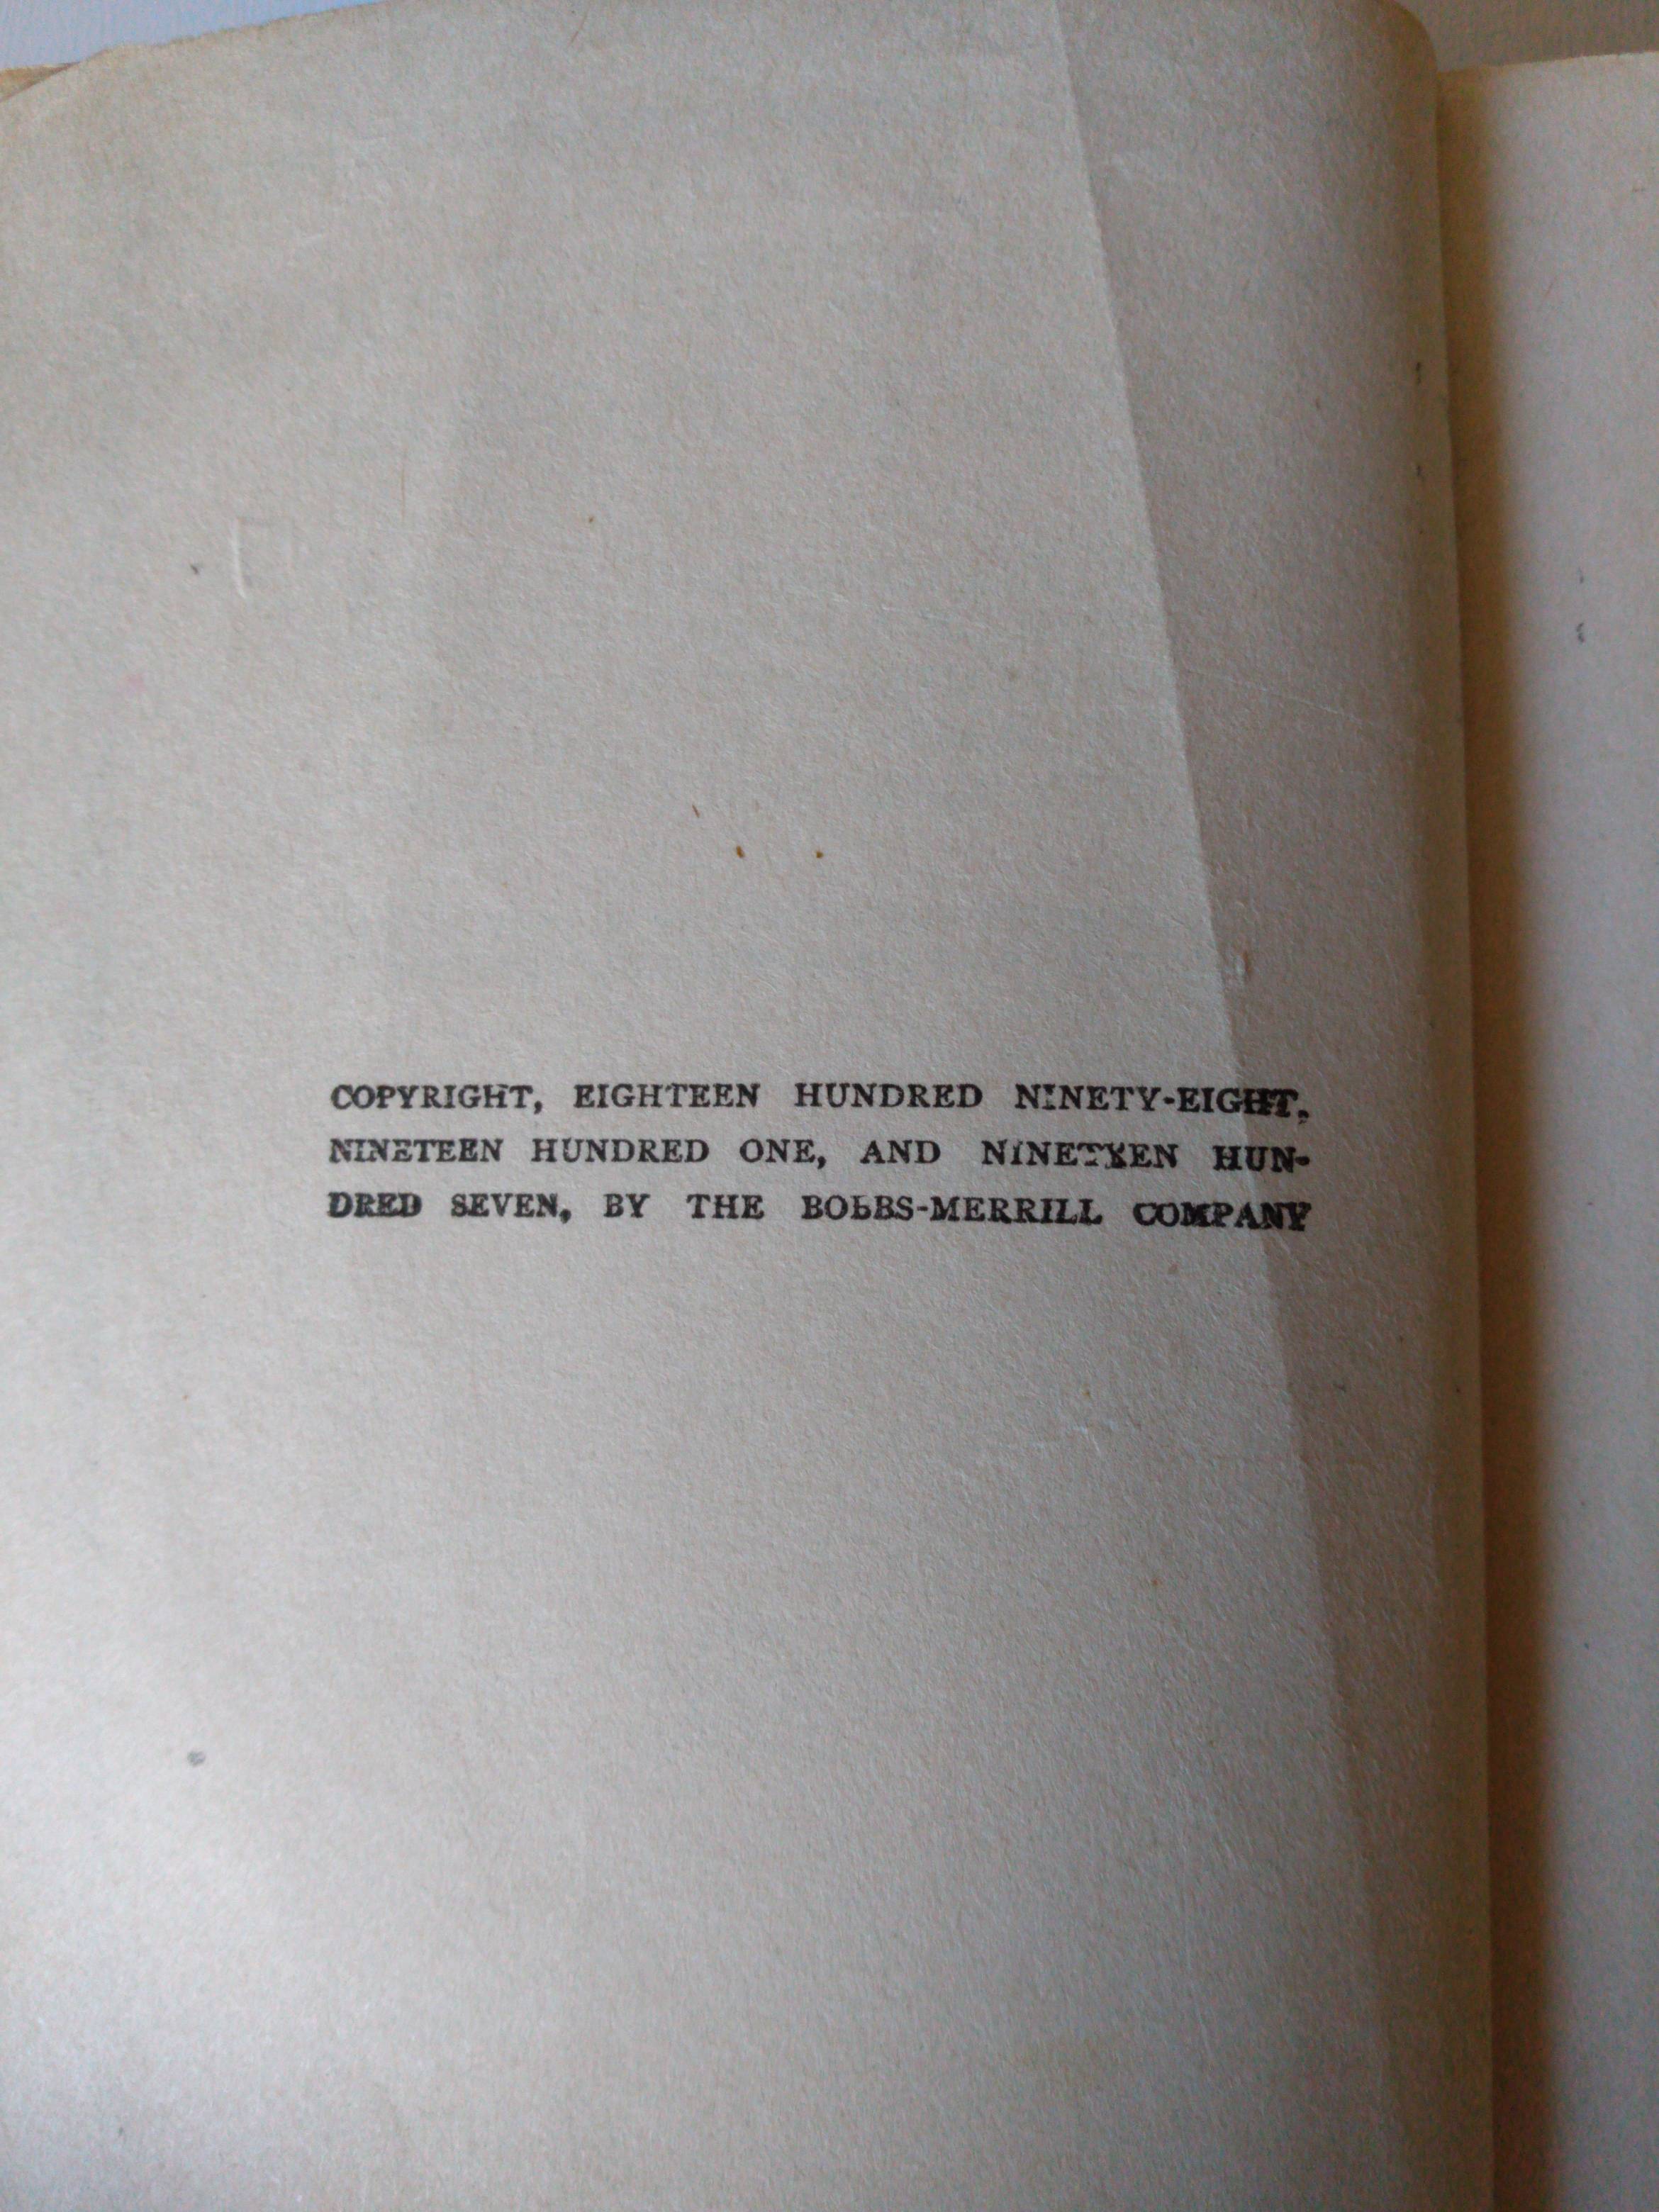 COPYRIGHT, EIGHTEEN HUNDRED NINETY-EIGHT,
NINETEEN HUNDRED ONE, AND NINETEEN HUN-
DRED SEVEN, BY THE BOBBS-MERRILL COMPANY